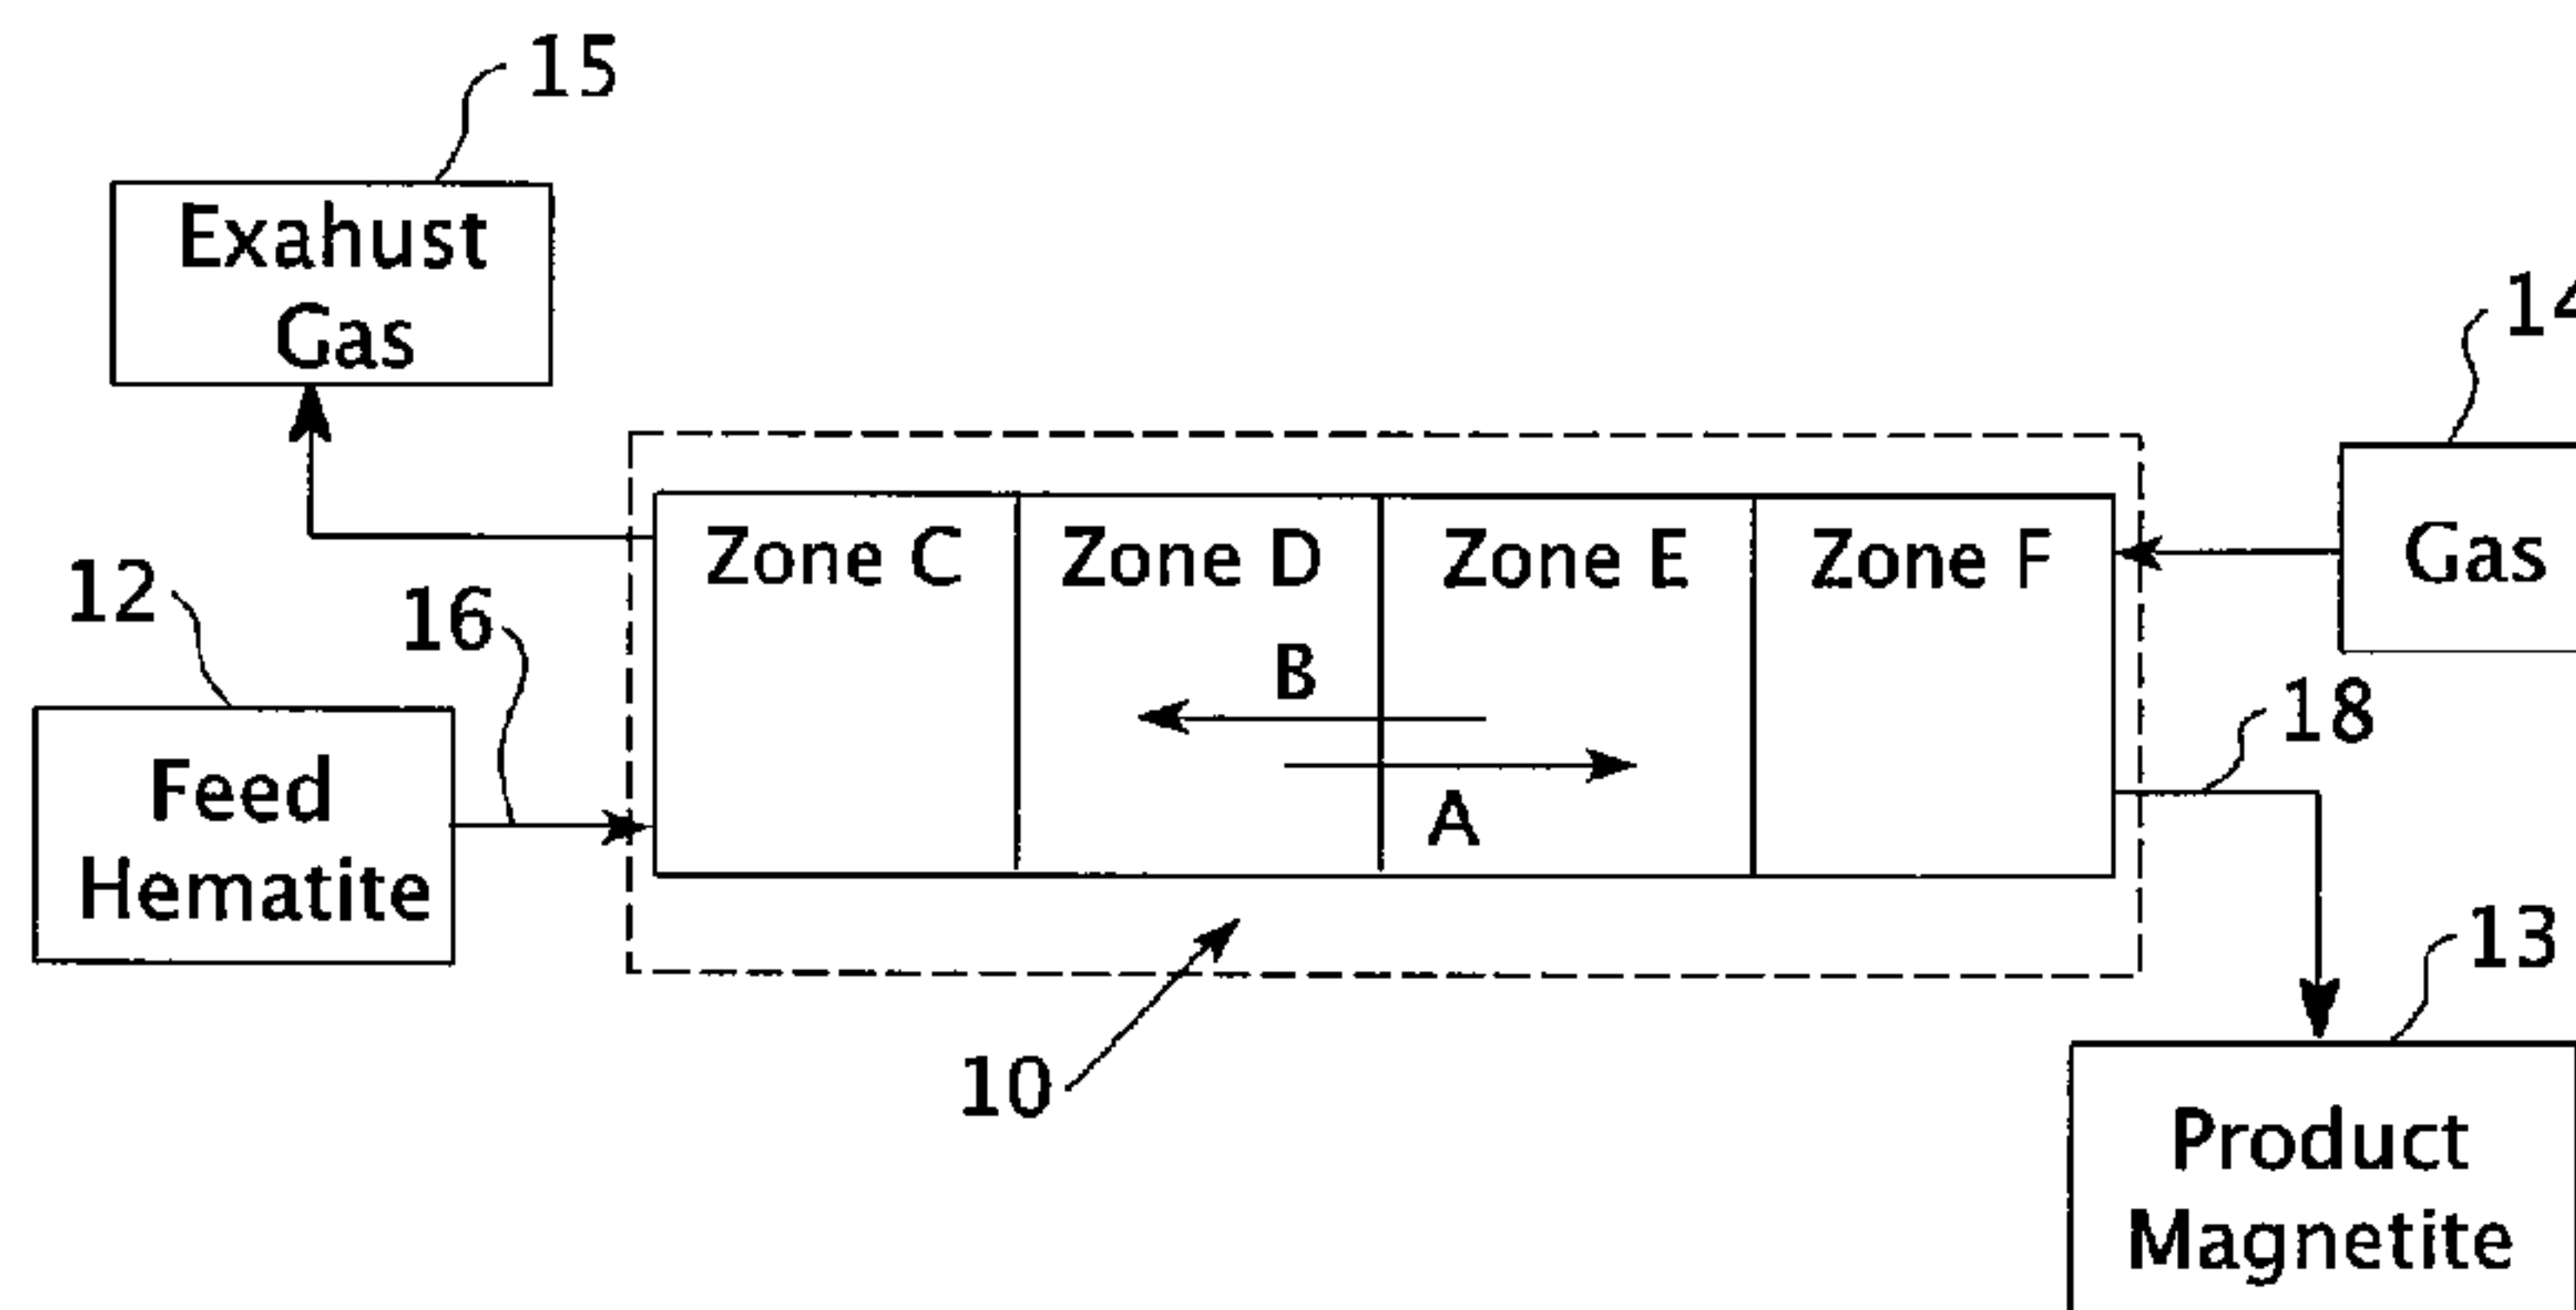 15
Exahust
Gas
14
Zone C
Zone D
Zone E
Zone F
Gas
12
16
B
18
Feed
Hematite
A
13
10
Product
Magnetite